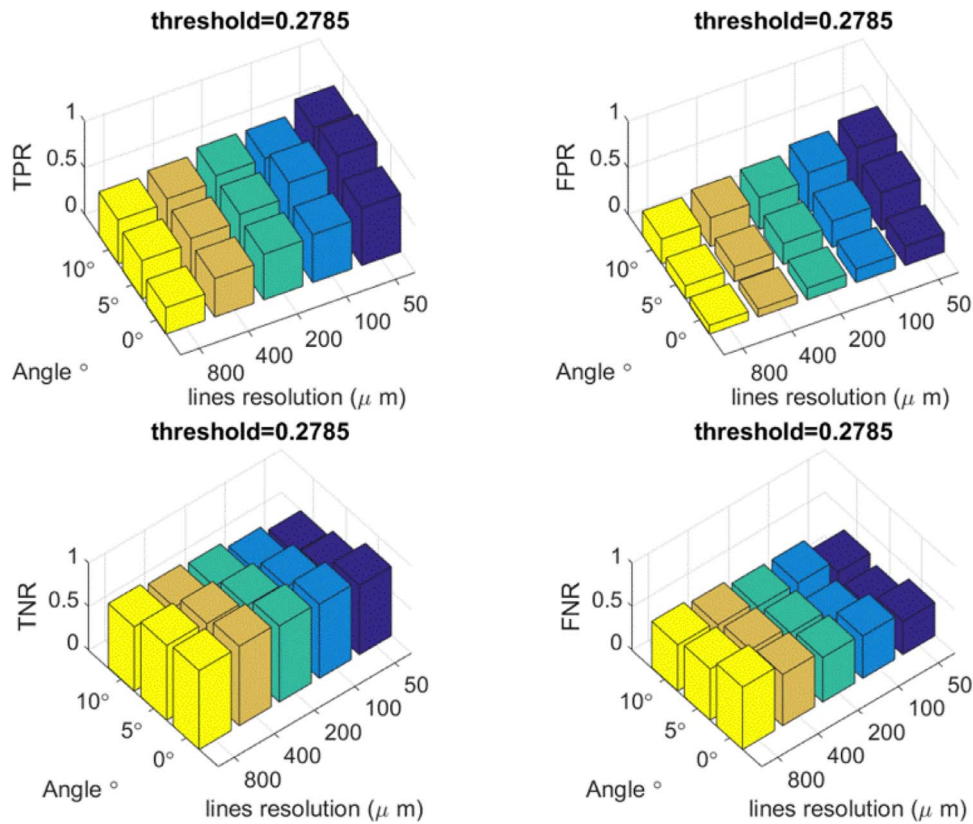 threshold=0.2785
TPR
1
0.5
0
10°
5°
0°
Angle °
800
400
200
100
50
lines resolution (μ m)
threshold=0.2785
FPR
1
0.5
0
10°
5°
0°
Angle °
800
400
200
100
50
lines resolution (μ m)
threshold=0.2785
TNR
1
0.5
0
10°
5°
0°
Angle °
800
400
200
100
50
lines resolution (μ m)
threshold=0.2785
FNR
1
0.5
0
10°
5°
0°
Angle °
800
400
200
100
50
lines resolution (μ m)